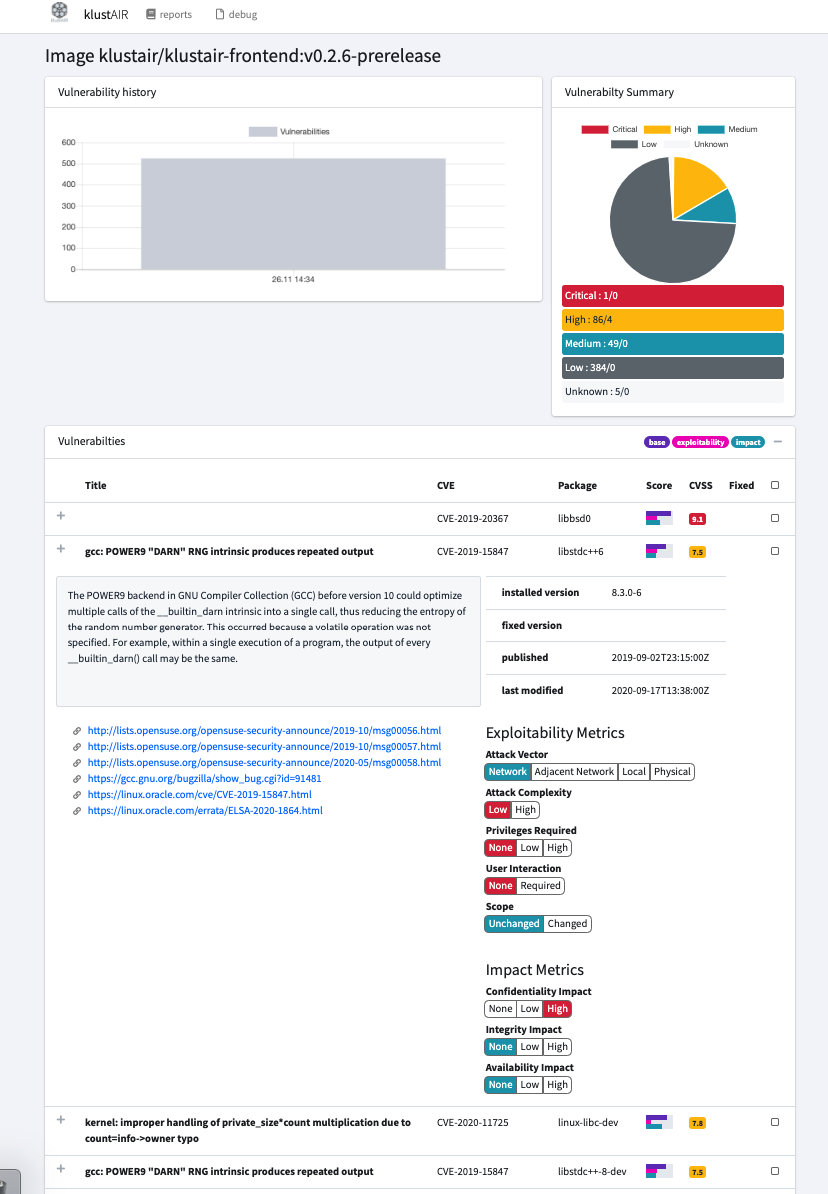 klustAIR reports debug
Image klustair/klustair-frontend:v0.2.6-prerelease
Vulnerability history
Vulnerabilities
600
500
400
300
200
100
0
26.11 14:34
Vulnerabilty Summary
Critical High Medium
Low Unknown
Critical : 1/0
High : 86/4
Medium : 49/0
Low : 384/0
Unknown : 5/0
Vulnerabilties base exploitability impact
Title CVE Package Score CVSS Fixed
CVE-2019-20367 libbsd0 9.1
gcc: POWER9 "DARN" RNG intrinsic produces repeated output CVE-2019-15847 libstdc++6 7.5
The POWER9 backend in GNU Compiler Collection (GCC) before version 10 could optimize
multiple calls of the __builtin_darn intrinsic into a single call, thus reducing the entropy of
the random number generator. This occurred because a volatile operation was not
specified. For example, within a single execution of a program, the output of every
__builtin_darn() call may be the same.
installed version 8.3.0-6
fixed version
published 2019-09-02T23:15:00Z
last modified 2020-09-17T13:38:00Z
http://lists.opensuse.org/opensuse-security-announce/2019-10/msg00056.html
http://lists.opensuse.org/opensuse-security-announce/2019-10/msg00057.html
http://lists.opensuse.org/opensuse-security-announce/2020-05/msg00058.html
https://gcc.gnu.org/bugzilla/show_bug.cgi?id=91481
https://linux.oracle.com/cve/CVE-2019-15847.html
https://linux.oracle.com/errata/ELSA-2020-1864.html
Exploitability Metrics
Attack Vector
Network Adjacent Network Local Physical
Attack Complexity
Low High
Privileges Required
None Low High
User Interaction
None Required
Scope
Unchanged Changed
Impact Metrics
Confidentiality Impact
None Low High
Integrity Impact
None Low High
Availability Impact
None Low High
kernel: improper handling of private_size*count multiplication due to CVE-2020-11725 linux-libc-dev 7.8
count=info->owner typo
gcc: POWER9 "DARN" RNG intrinsic produces repeated output CVE-2019-15847 libstdc++-8-dev 7.5